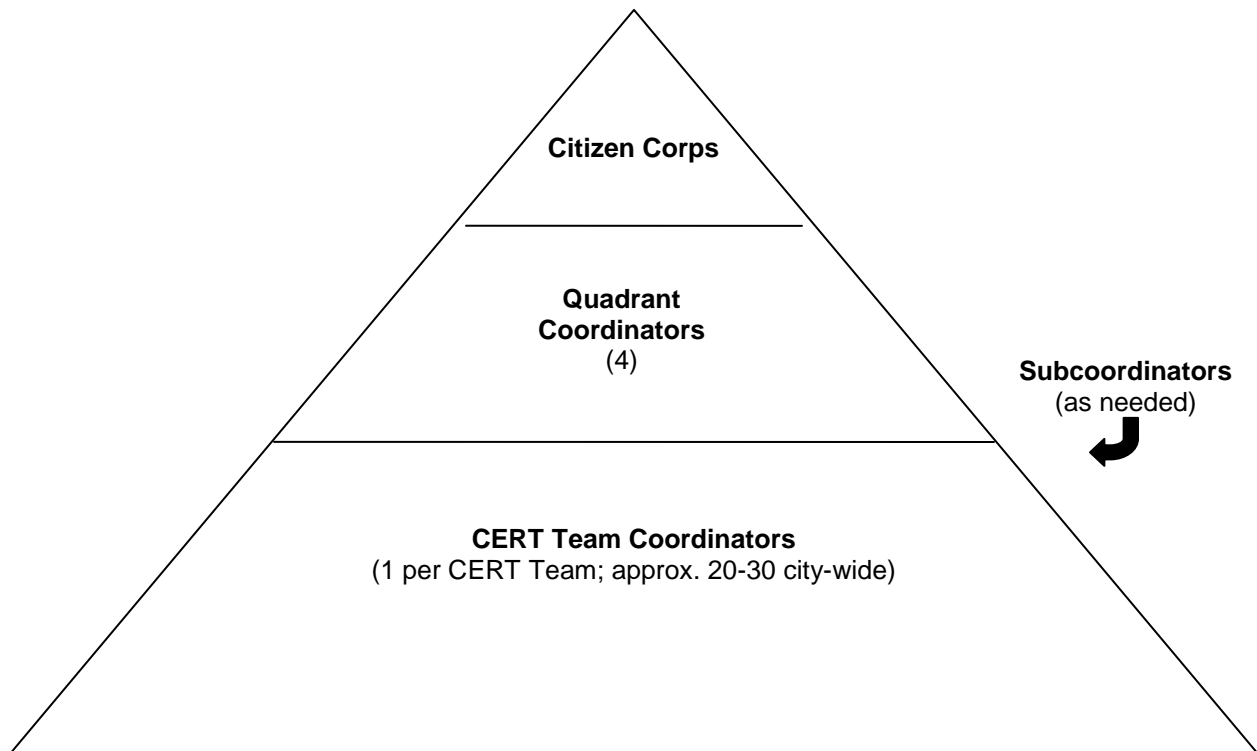 Citizen Corps
Quadrant
Coordinators
(4)
Subcoordinators
(as needed)
CERT Team Coordinators
(1 per CERT Team; approx. 20-30 city-wide)